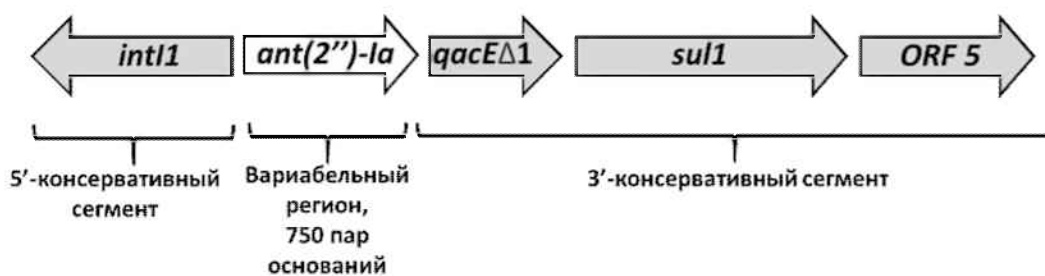 intI1 ant(2'')-Ia qacEΔ1 sul1 ORF 5
5'-консервативный
сегмент
Вариабельный
регион,
750 пар
оснований
3'-консервативный сегмент